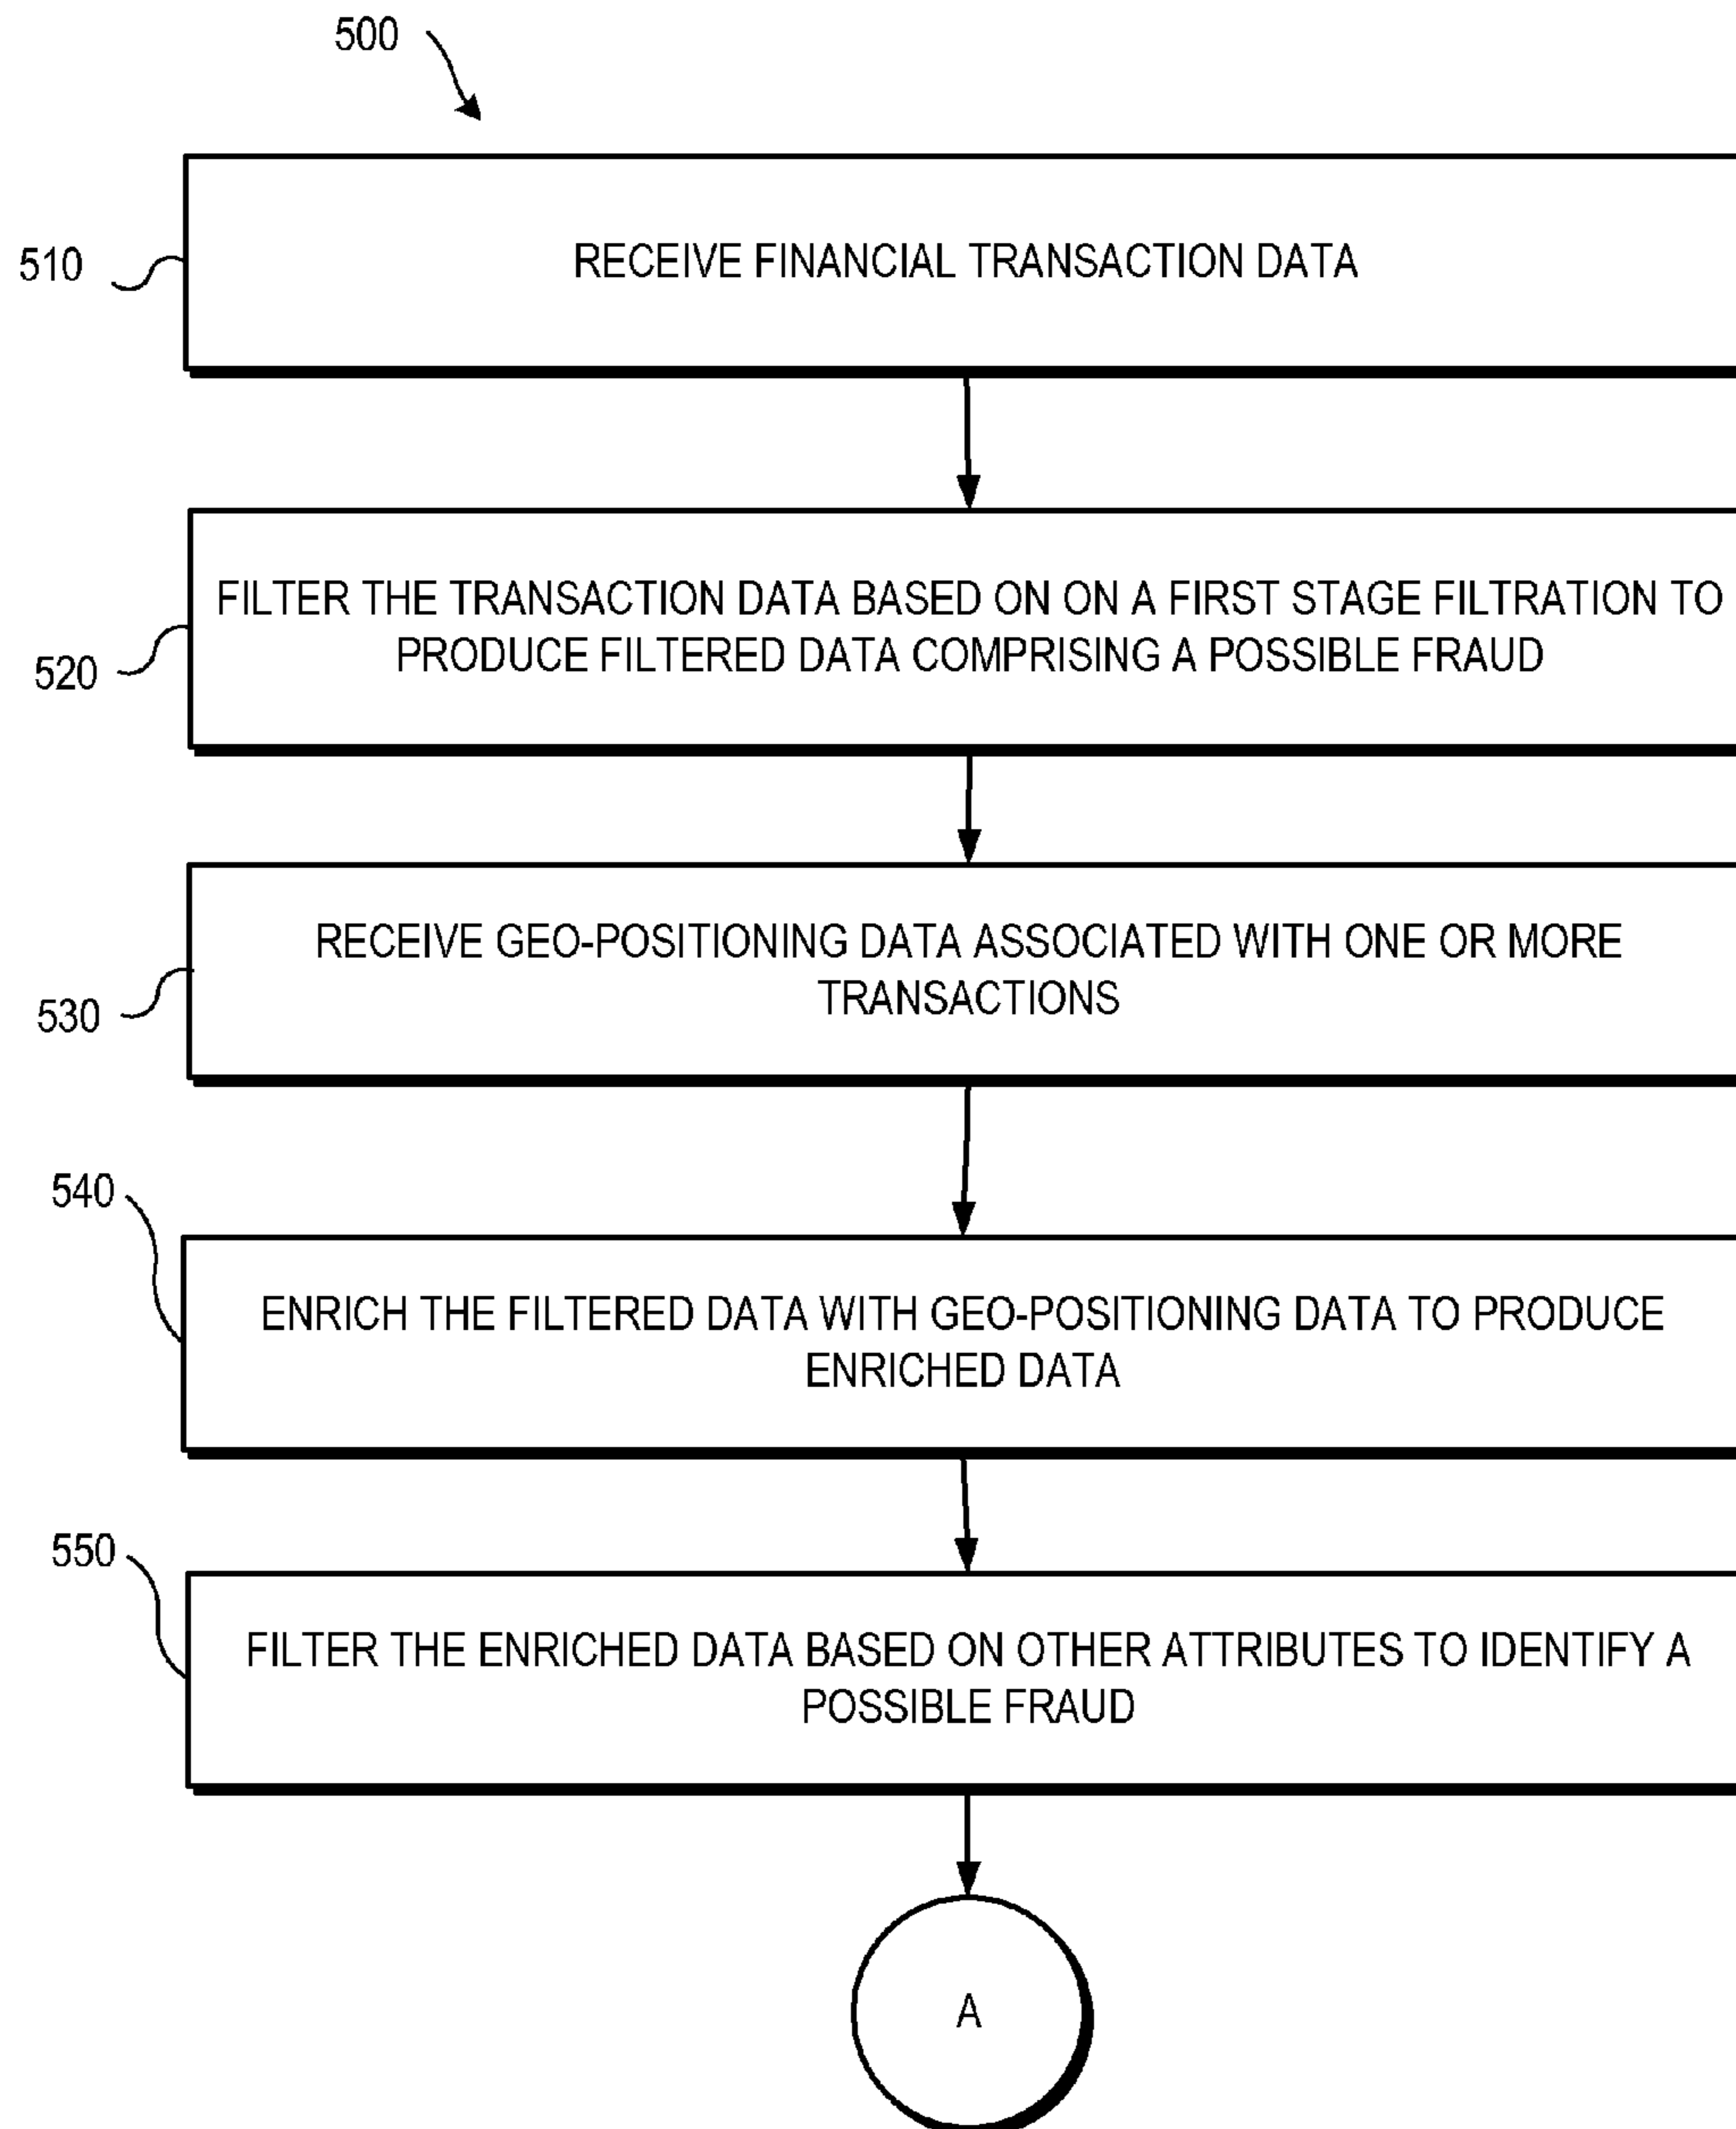 500
510
RECEIVE FINANCIAL TRANSACTION DATA
FILTER THE TRANSACTION DATA BASED ON ON A FIRST STAGE FILTRATION TO
PRODUCE FILTERED DATA COMPRISING A POSSIBLE FRAUD
520
RECEIVE GEO-POSITIONING DATA ASSOCIATED WITH ONE OR MORE
TRANSACTIONS
530
540
ENRICH THE FILTERED DATA WITH GEO-POSITIONING DATA TO PRODUCE
ENRICHED DATA
550
FILTER THE ENRICHED DATA BASED ON OTHER ATTRIBUTES TO IDENTIFY A
POSSIBLE FRAUD
A